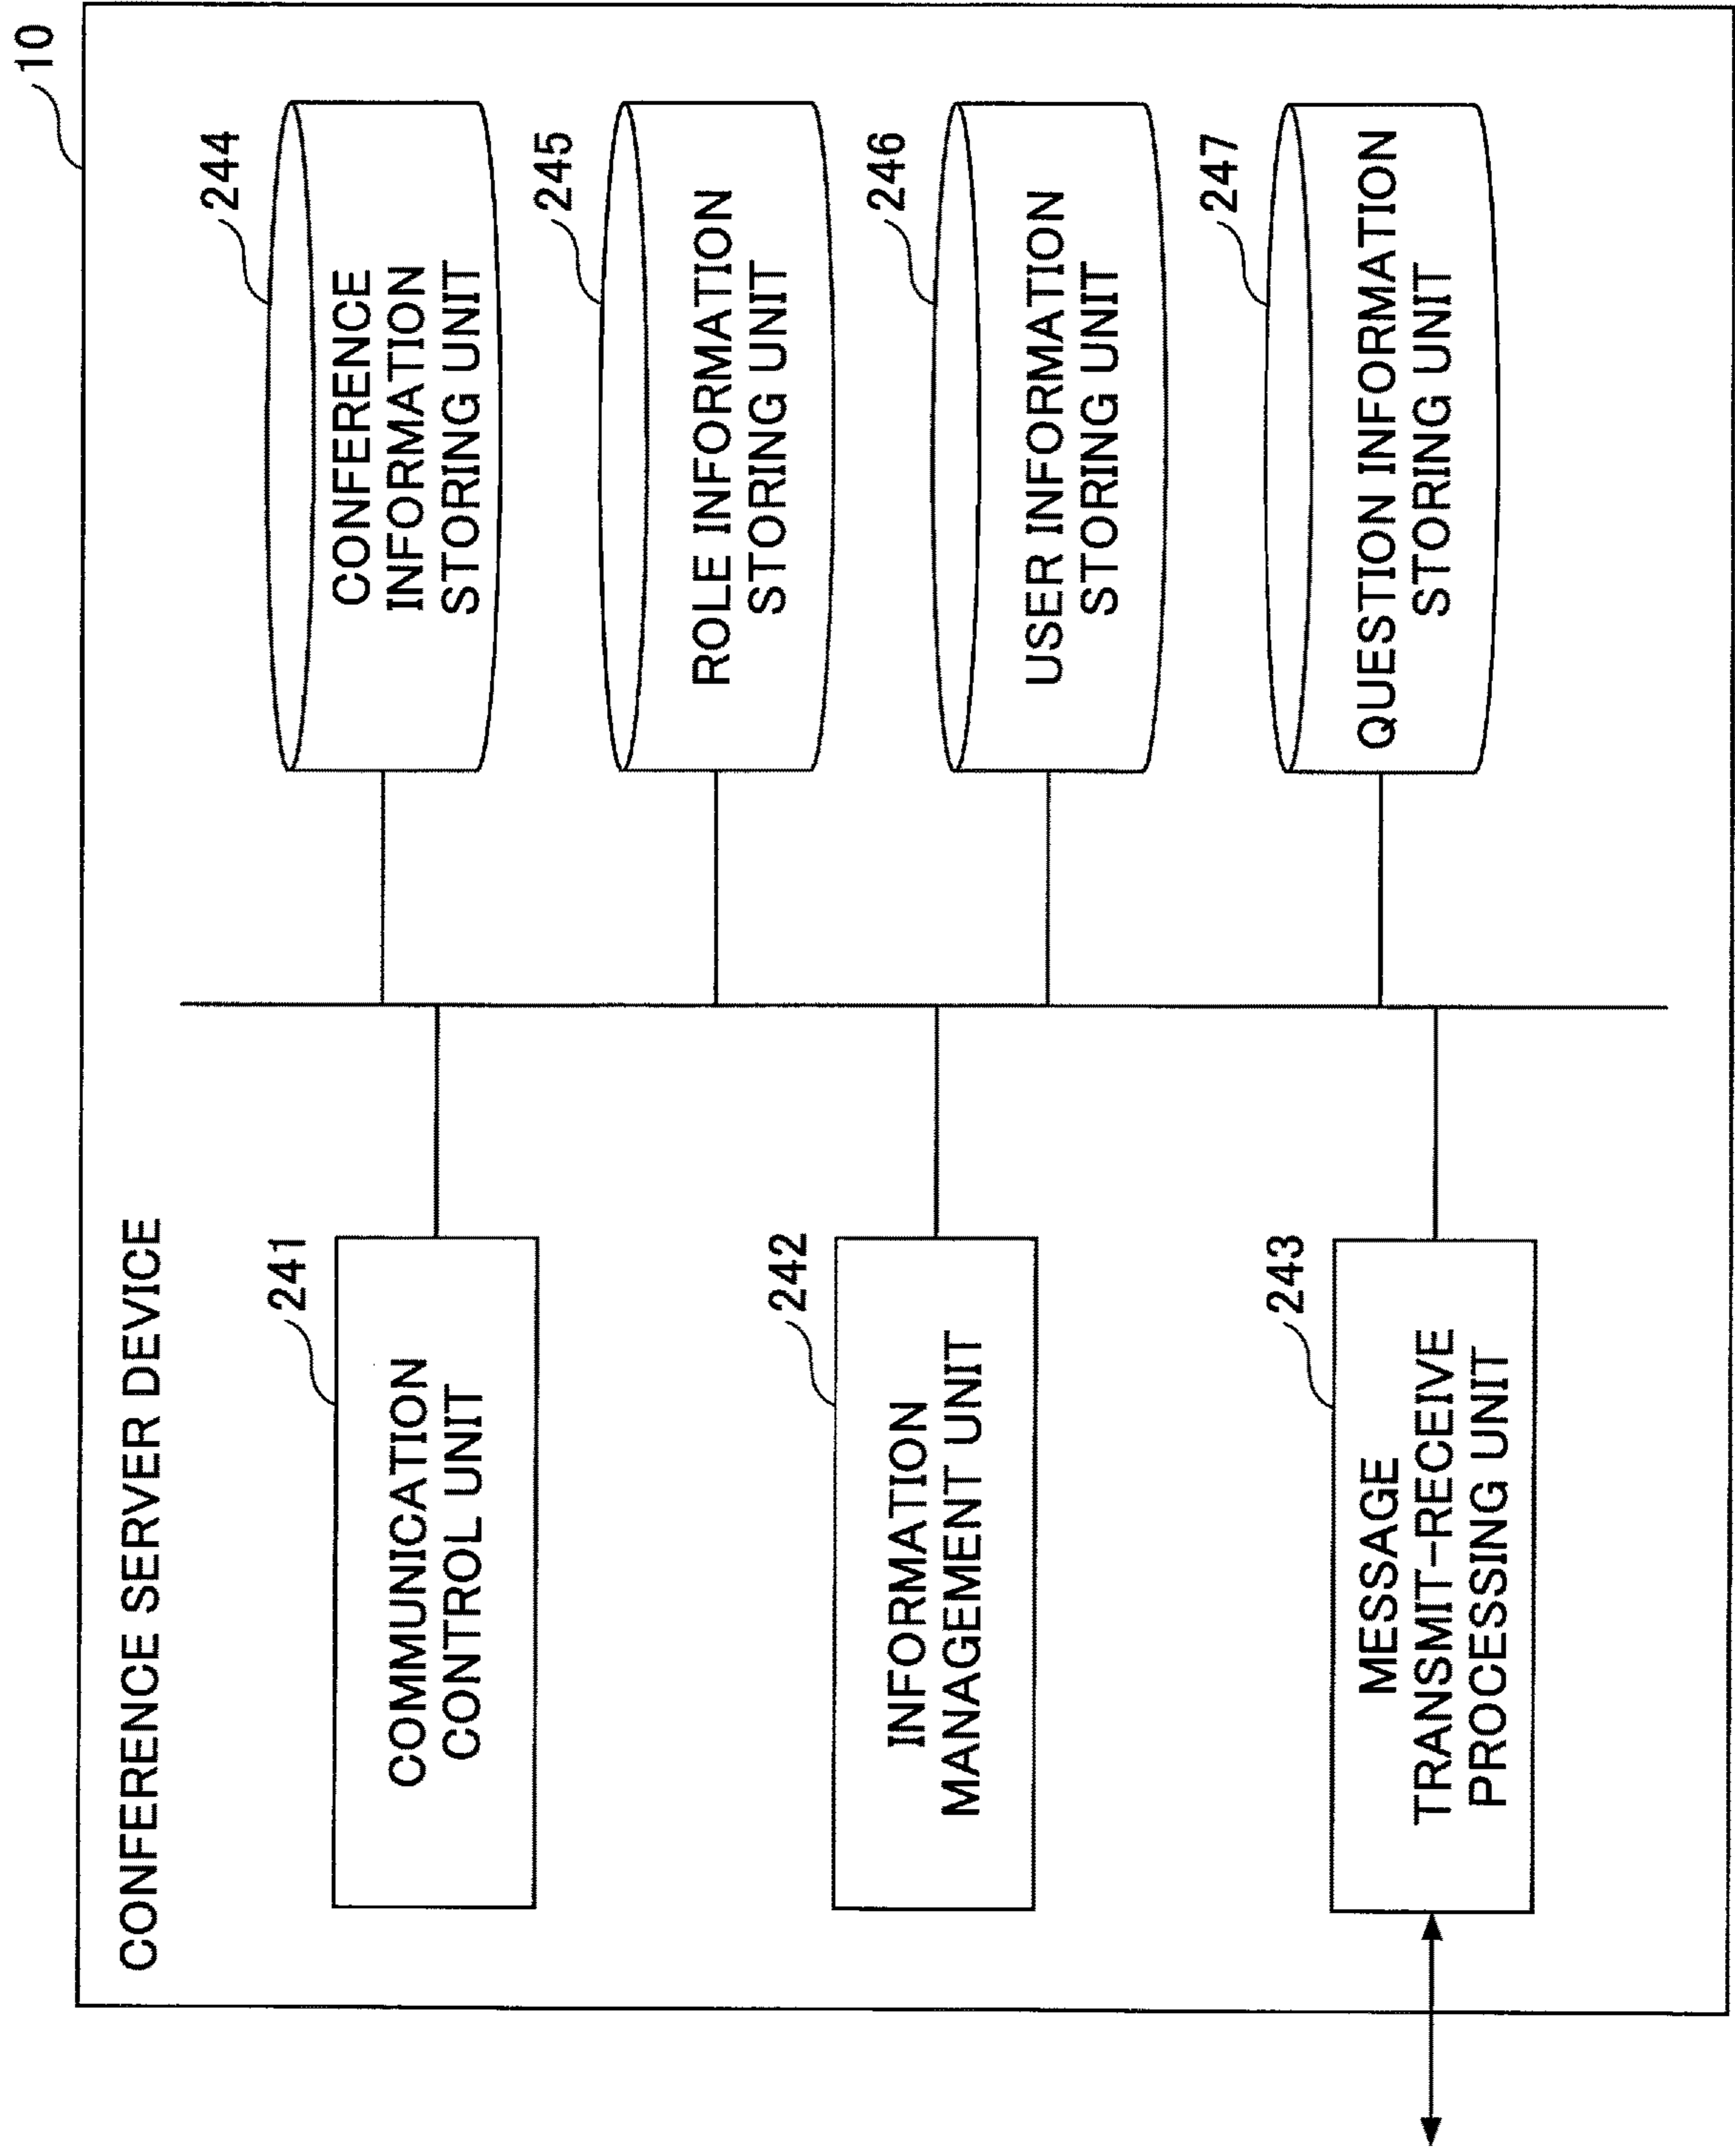 10
CONFERENCE SERVER DEVICE
241
COMMUNICATION
CONTROL UNIT
242
INFORMATION
MANAGEMENT UNIT
243
MESSAGE
TRANSMIT-RECEIVE
PROCESSING UNIT
244
CONFERENCE
INFORMATION
STORING UNIT
245
ROLE INFORMATION
STORING UNIT
246
USER INFORMATION
STORING UNIT
247
QUESTION INFORMATION
STORING UNIT